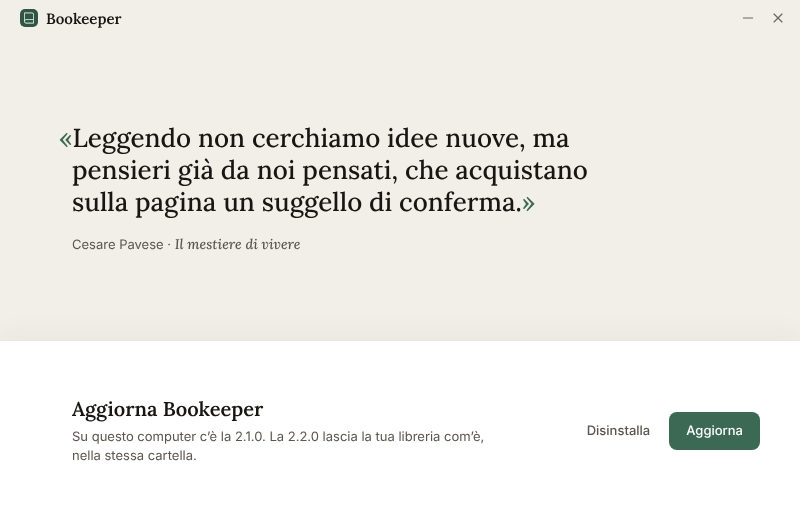 Bookeeper
«Leggendo non cerchiamo idee nuove, ma
pensieri già da noi pensati, che acquistano
sulla pagina un suggello di conferma.»
Cesare Pavese · Il mestiere di vivere
Aggiorna Bookeeper
Su questo computer c’è la 2.1.0. La 2.2.0 lascia la tua libreria com’è,
nella stessa cartella.
Disinstalla
Aggiorna